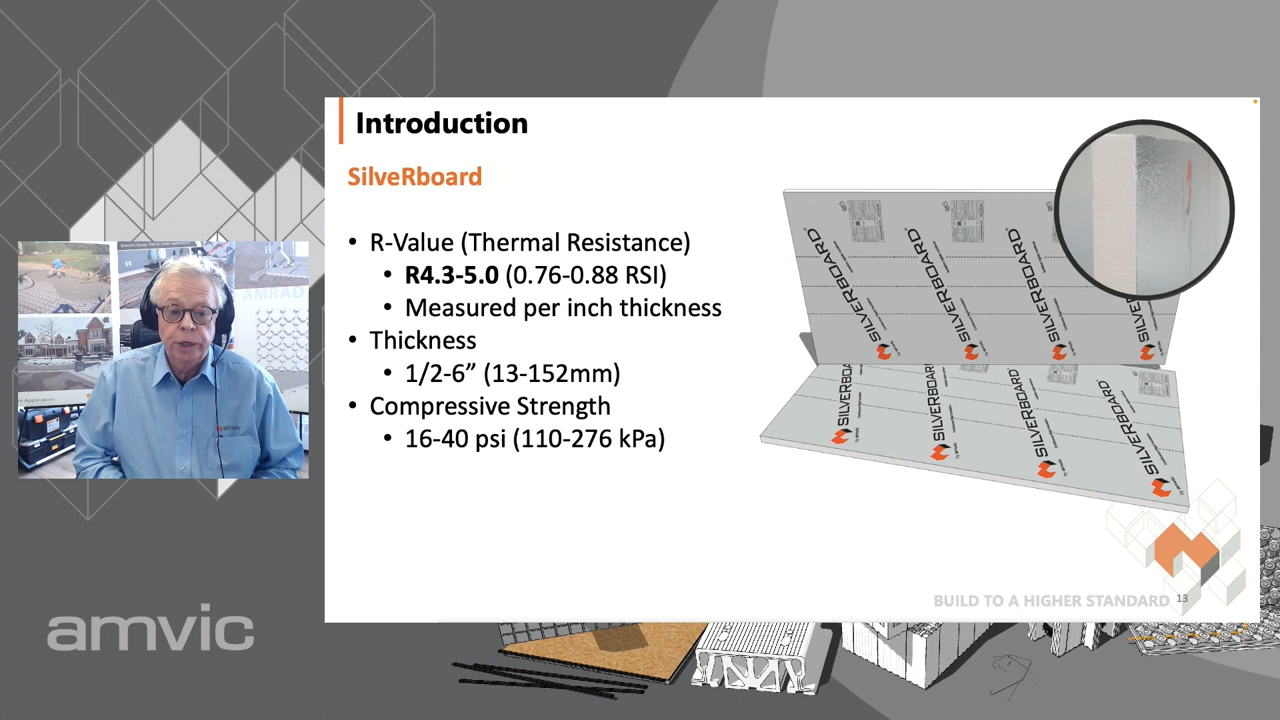 Introduction
SilveRboard
• R-Value (Thermal Resistance)
• R4.3-5.0 (0.76-0.88 RSI)
• Measured per inch thickness
• Thickness
• 1/2-6” (13-152mm)
• Compressive Strength
• 16-40 psi (110-276 kPa)
SILVERBOARD
SILVERBOARD
SILVERBOARD
SILVERBOARD
SILVERBOARD
SILVERBOARD
SILVERBOARD
SILVERBOARD
AMRAD
amvic
BUILD TO A HIGHER STANDARD 13
amvic